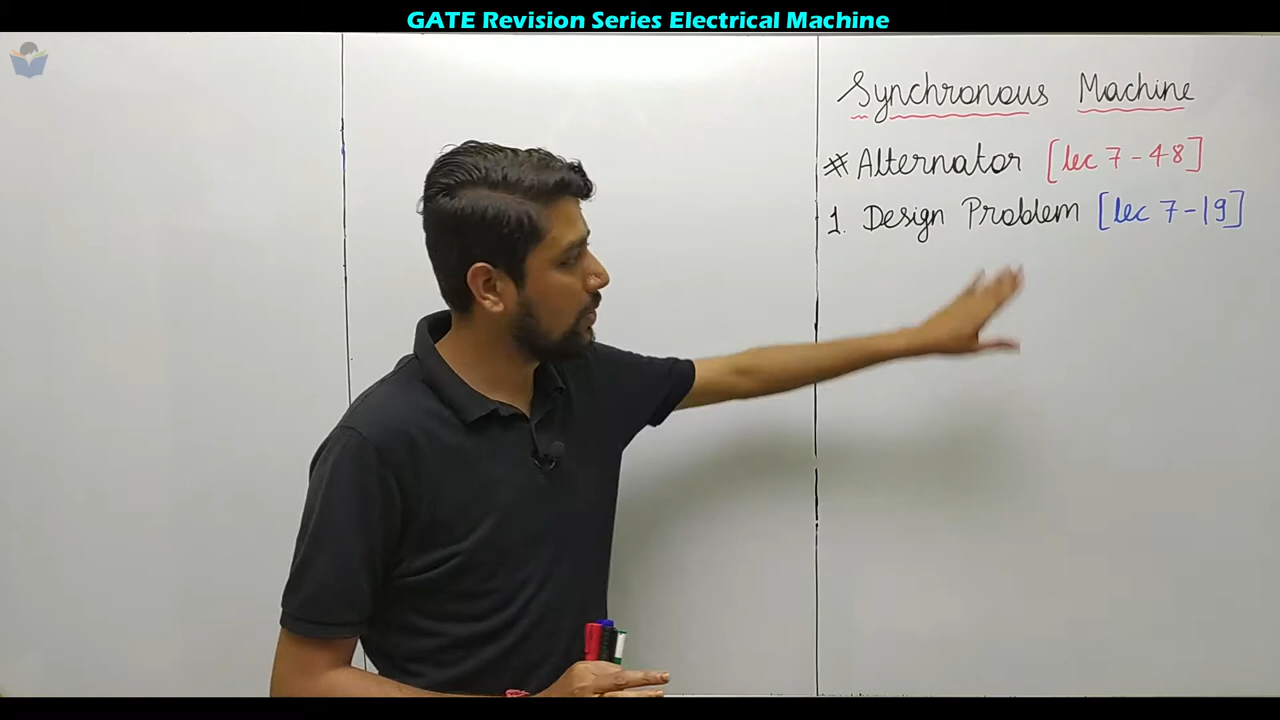 GATE Revision Series Electrical Machine
Synchronous Machine
# Alternator [lec 7-48]
1. Design Problem [lec 7-19]